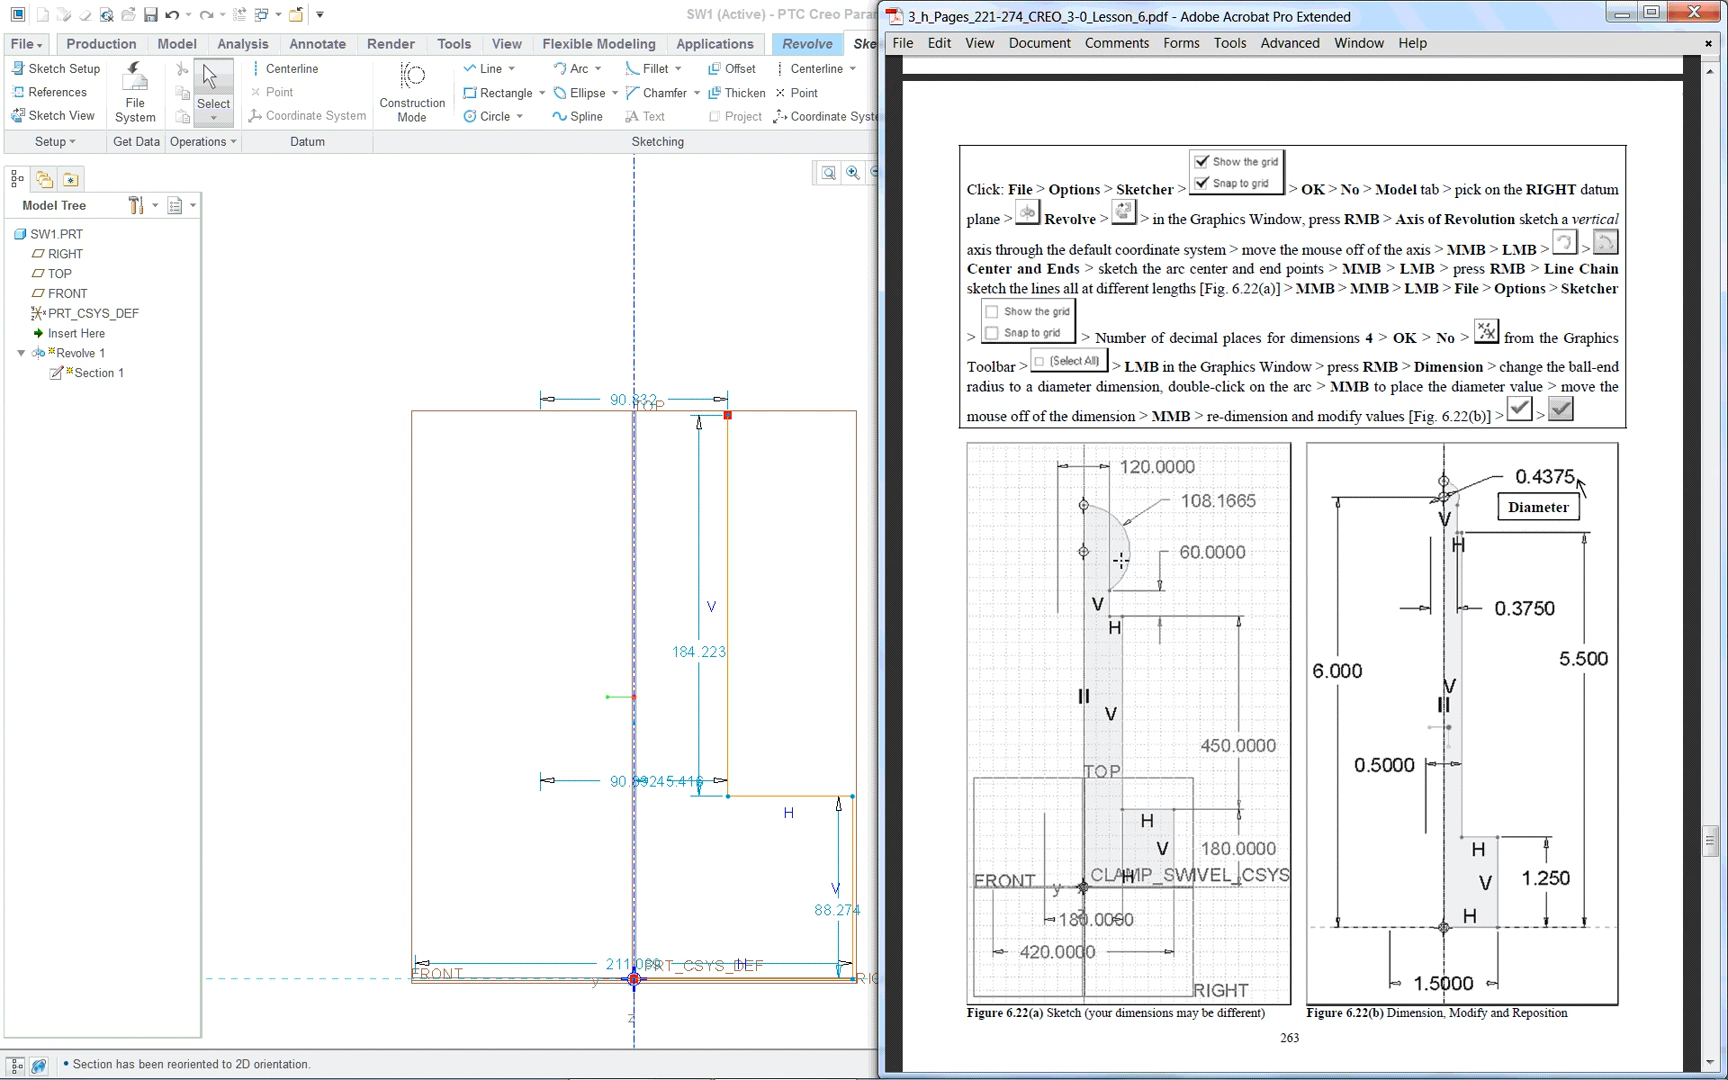 SW1 (Active) - PTC Creo Para
File
Production
Model
Analysis
Annotate
Render
Tools
View
Flexible Modeling
Applications
Revolve
Ske
Sketch Setup
References
Sketch View
File System
Select
Centerline
Point
Coordinate System
Construction Mode
Line
Arc
Fillet
Offset
Centerline
Rectangle
Ellipse
Chamfer
Thicken
Point
Circle
Spline
Text
Project
Coordinate Syste
Setup
Get Data
Operations
Datum
Sketching
Model Tree
SW1.PRT
RIGHT
TOP
FRONT
PRT_CSYS_DEF
Insert Here
Revolve 1
Section 1
TOP
V
184.223
H
V
88.274
FRONT
PRT_CSYS_DEF
y
z
• Section has been reoriented to 2D orientation.
3_h_Pages_221-274_CREO_3-0_Lesson_6.pdf - Adobe Acrobat Pro Extended
File Edit View Document Comments Forms Tools Advanced Window Help
Show the grid
Snap to grid
Click: File > Options > Sketcher > > OK > No > Model tab > pick on the RIGHT datum
plane > Revolve > > in the Graphics Window, press RMB > Axis of Revolution sketch a vertical
axis through the default coordinate system > move the mouse off of the axis > MMB > LMB > >
Center and Ends > sketch the arc center and end points > MMB > LMB > press RMB > Line Chain
sketch the lines all at different lengths [Fig. 6.22(a)] > MMB > MMB > LMB > File > Options > Sketcher
Show the grid
Snap to grid
> > Number of decimal places for dimensions 4 > OK > No > from the Graphics
Toolbar > (Select All) > LMB in the Graphics Window > press RMB > Dimension > change the ball-end
radius to a diameter dimension, double-click on the arc > MMB to place the diameter value > move the
mouse off of the dimension > MMB > re-dimension and modify values [Fig. 6.22(b)] > >
120.0000
108.1665
60.0000
V
H
V
450.0000
TOP
H
V
180.0000
FRONT
y
CLAMP_SWIVEL_CSYS
H
180.0000
420.0000
RIGHT
0.4375
Diameter
V
H
0.3750
6.000
5.500
V
0.5000
H
V
1.250
H
1.5000
Figure 6.22(a) Sketch (your dimensions may be different)
Figure 6.22(b) Dimension, Modify and Reposition
263